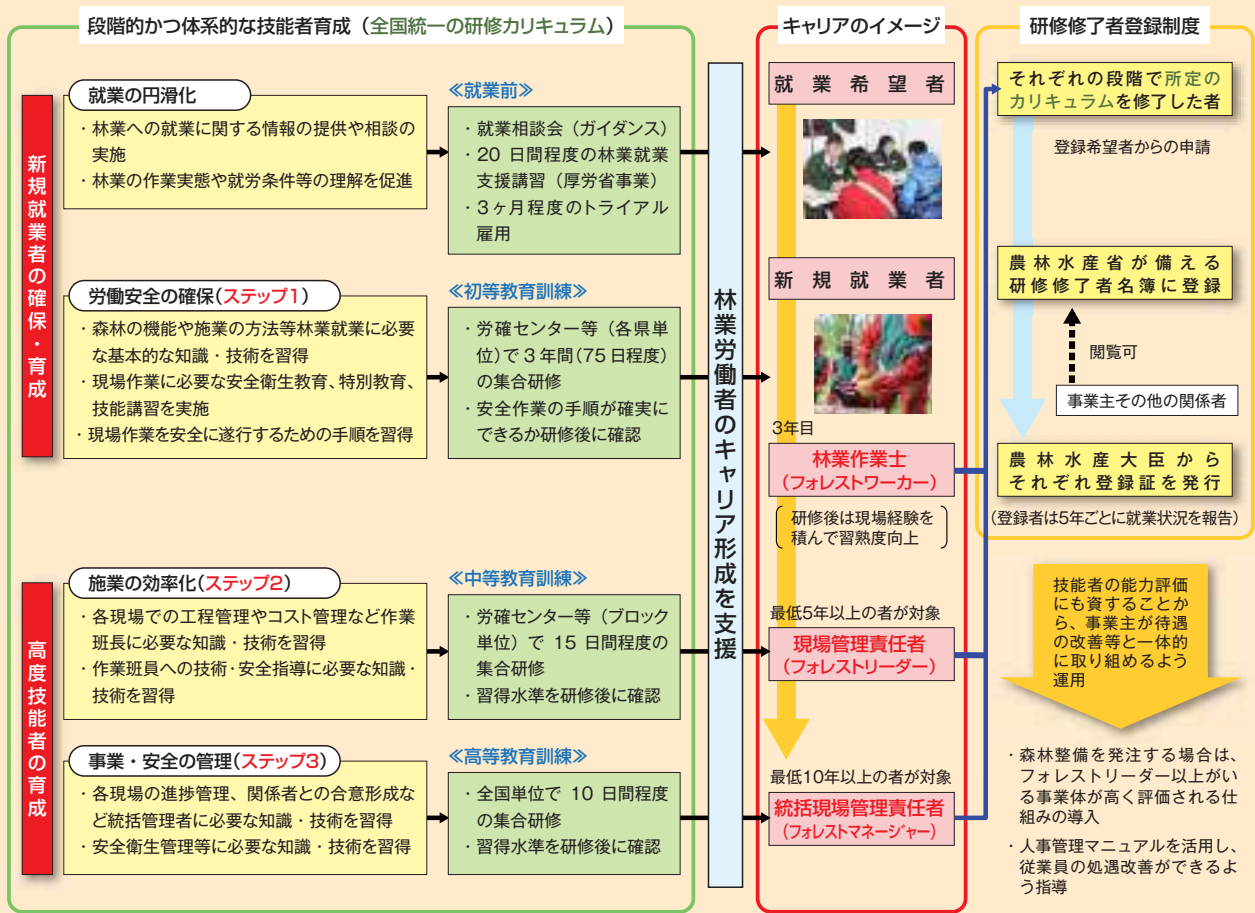 段階的かつ体系的な技能者育成（全国統一の研修カリキュラム）
新規就業者の確保・育成
就業の円滑化
・林業への就業に関する情報の提供や相談の
実施
・林業の作業実態や就労条件等の理解を促進
≪就業前≫
・就業相談会（ガイダンス）
・20 日間程度の林業就業
支援講習（厚労省事業）
・3ヶ月程度のトライアル
雇用
労働安全の確保(ステップ1)
・森林の機能や施業の方法等林業就業に必要
な基本的な知識・技術を習得
・現場作業に必要な安全衛生教育、特別教育、
技能講習を実施
・現場作業を安全に遂行するための手順を習得
≪初等教育訓練≫
・労確センター等（各県単
位）で 3 年間（75 日程度）
の集合研修
・安全作業の手順が確実に
できるか研修後に確認
高度技能者の育成
施業の効率化(ステップ2)
・各現場での工程管理やコスト管理など作業
班長に必要な知識・技術を習得
・作業班員への技術・安全指導に必要な知識・
技術を習得
≪中等教育訓練≫
・労確センター等（ブロック
単位）で 15 日間程度の
集合研修
・習得水準を研修後に確認
事業・安全の管理(ステップ3)
・各現場の進捗管理、関係者との合意形成な
ど統括管理者に必要な知識・技術を習得
・安全衛生管理等に必要な知識・技術を習得
≪高等教育訓練≫
・全国単位で 10 日間程度
の集合研修
・習得水準を研修後に確認
林業労働者のキャリア形成を支援
キャリアのイメージ
就業希望者
新規就業者
3年目
林業作業士
（フォレストワーカー）
研修後は現場経験を
積んで習熟度向上
最低5年以上の者が対象
現場管理責任者
（フォレストリーダー）
最低10年以上の者が対象
統括現場管理責任者
（フォレストマネージャー）
研修修了者登録制度
それぞれの段階で所定の
カリキュラムを修了した者
登録希望者からの申請
農林水産省が備える
研修修了者名簿に登録
閲覧可
事業主その他の関係者
農林水産大臣から
それぞれ登録証を発行
（登録者は5年ごとに就業状況を報告）
技能者の能力評価
にも資することか
ら、事業主が待遇
の改善等と一体的
に取り組めるよう
運用
・森林整備を発注する場合は、
フォレストリーダー以上がい
る事業体が高く評価される仕
組みの導入
・人事管理マニュアルを活用し、
従業員の処遇改善ができるよ
う指導